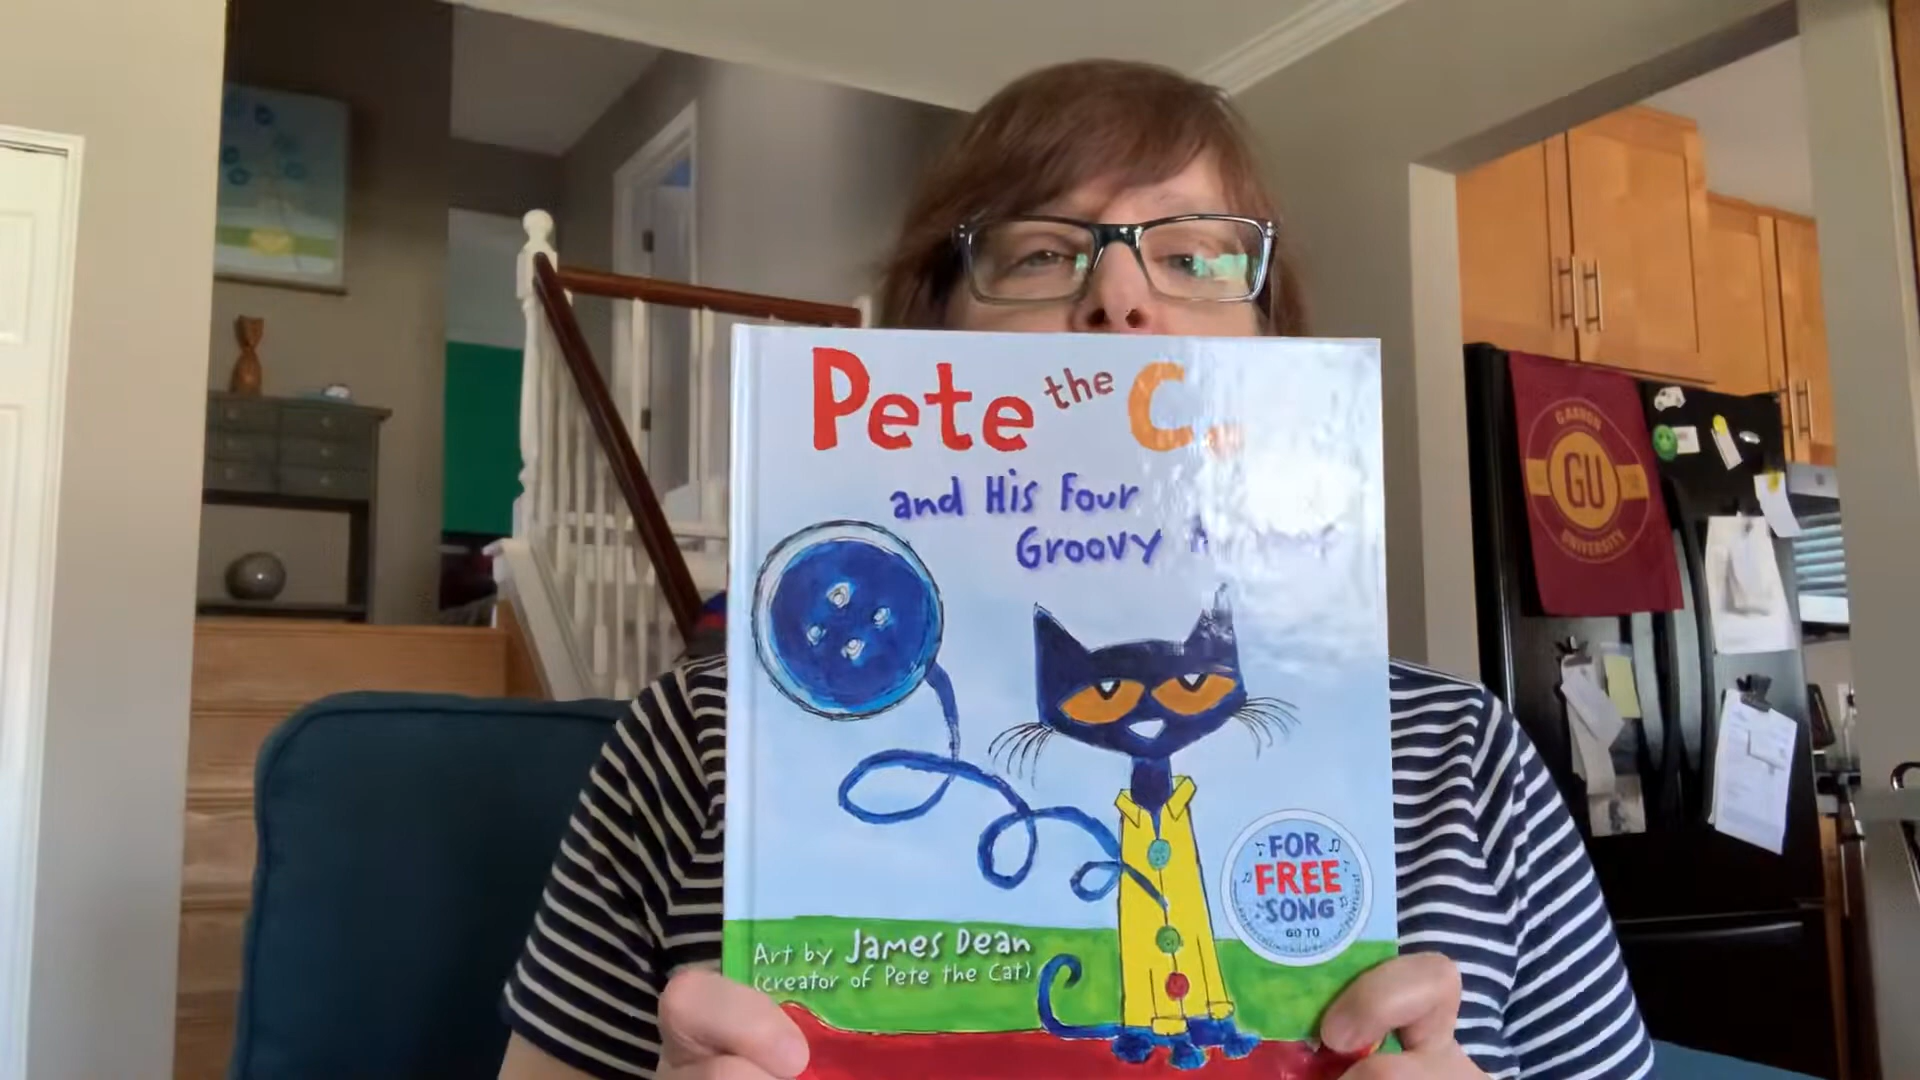 Pete the C
and His Four
Groovy
FOR
FREE
SONG
GO TO
Art by James Dean
(creator of Pete the Cat)
GANNON
GU
UNIVERSITY